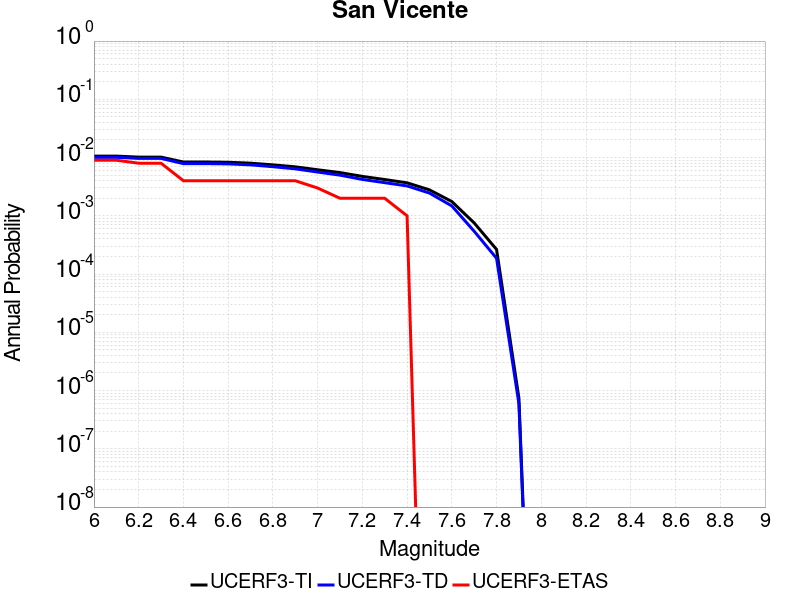 San Vicente
10^0
10^-1
10^-2
10^-3
10^-4
10^-5
10^-6
10^-7
10^-8
Annual Probability
6 6.2 6.4 6.6 6.8 7 7.2 7.4 7.6 7.8 8 8.2 8.4 8.6 8.8 9
Magnitude
UCERF3-TI UCERF3-TD UCERF3-ETAS